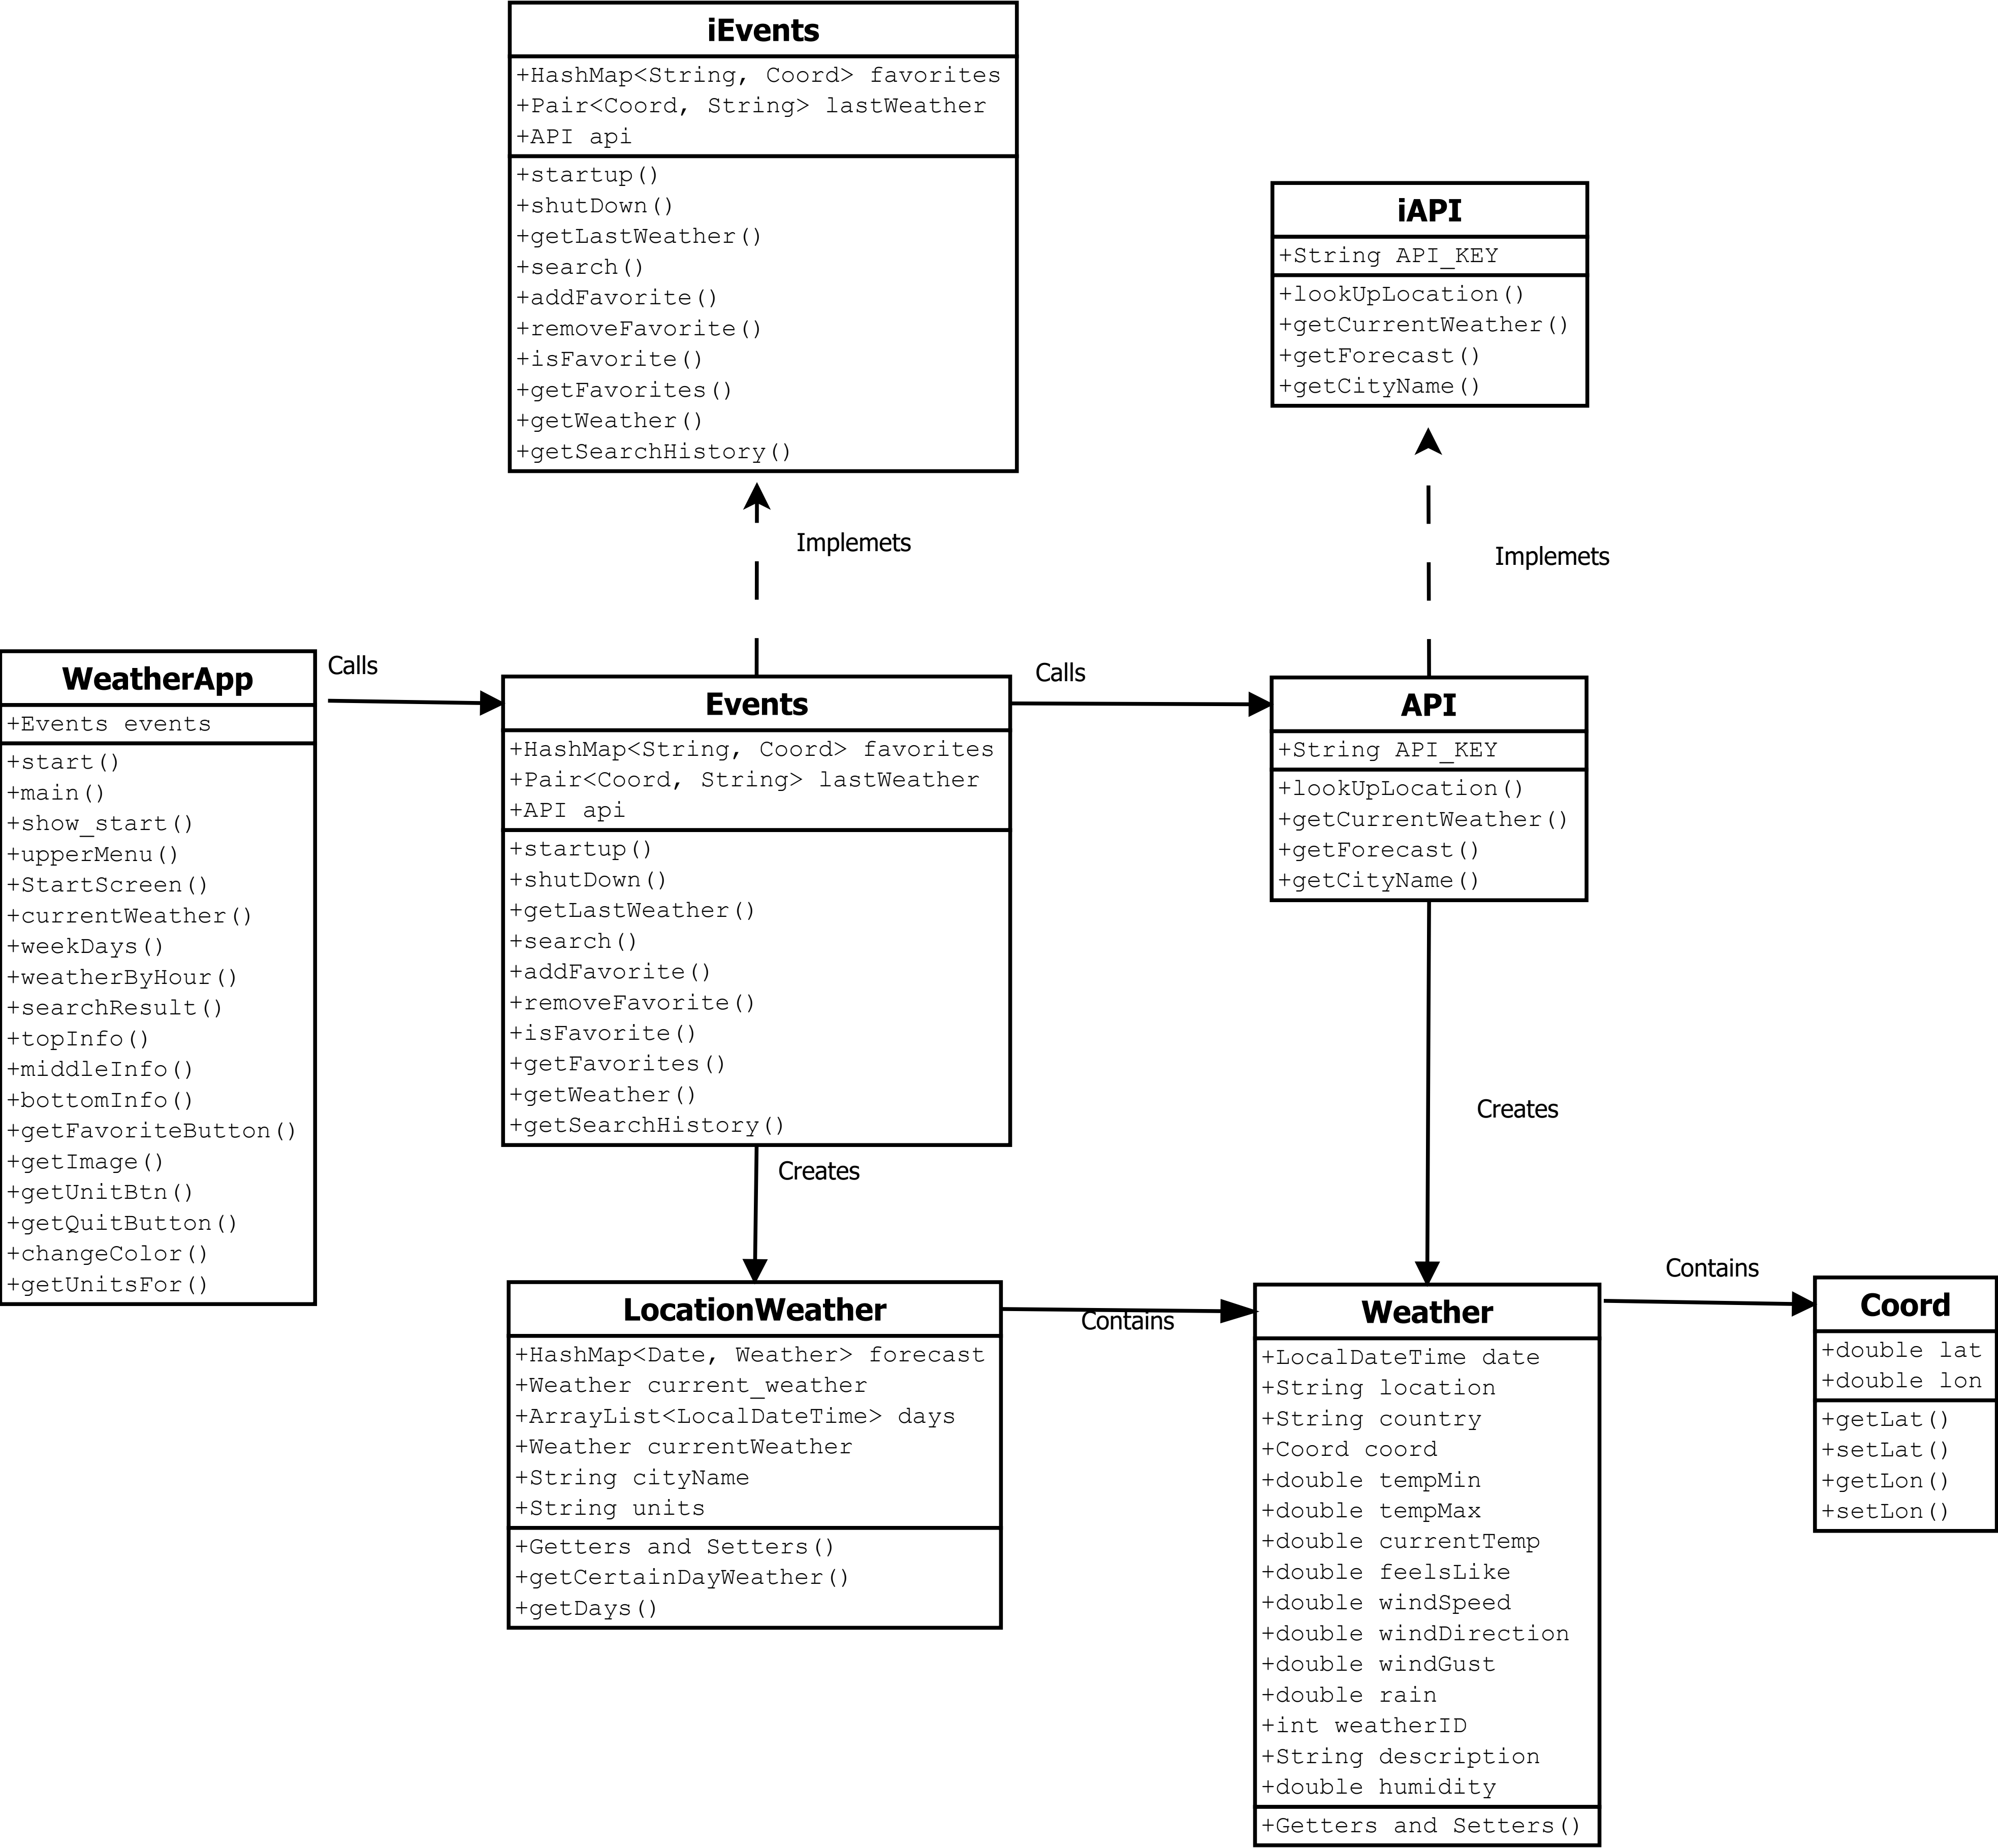 iEvents
+HashMap<String, Coord> favorites
+Pair<Coord, String> lastWeather
+API api
+startup()
+shutDown()
+getLastWeather()
+search()
+addFavorite()
+removeFavorite()
+isFavorite()
+getFavorites()
+getWeather()
+getSearchHistory()
iAPI
+String API_KEY
+lookUpLocation()
+getCurrentWeather()
+getForecast()
+getCityName()
Implemets
Implemets
WeatherApp
+Events events
+start()
+main()
+show_start()
+upperMenu()
+StartScreen()
+currentWeather()
+weekDays()
+weatherByHour()
+searchResult()
+topInfo()
+middleInfo()
+bottomInfo()
+getFavoriteButton()
+getImage()
+getUnitBtn()
+getQuitButton()
+changeColor()
+getUnitsFor()
Calls
Events
+HashMap<String, Coord> favorites
+Pair<Coord, String> lastWeather
+API api
+startup()
+shutDown()
+getLastWeather()
+search()
+addFavorite()
+removeFavorite()
+isFavorite()
+getFavorites()
+getWeather()
+getSearchHistory()
Calls
API
+String API_KEY
+lookUpLocation()
+getCurrentWeather()
+getForecast()
+getCityName()
Creates
Creates
LocationWeather
+HashMap<Date, Weather> forecast
+Weather current_weather
+ArrayList<LocalDateTime> days
+Weather currentWeather
+String cityName
+String units
+Getters and Setters()
+getCertainDayWeather()
+getDays()
Contains
Weather
+LocalDateTime date
+String location
+String country
+Coord coord
+double tempMin
+double tempMax
+double currentTemp
+double feelsLike
+double windSpeed
+double windDirection
+double windGust
+double rain
+int weatherID
+String description
+double humidity
+Getters and Setters()
Contains
Coord
+double lat
+double lon
+getLat()
+setLat()
+getLon()
+setLon()